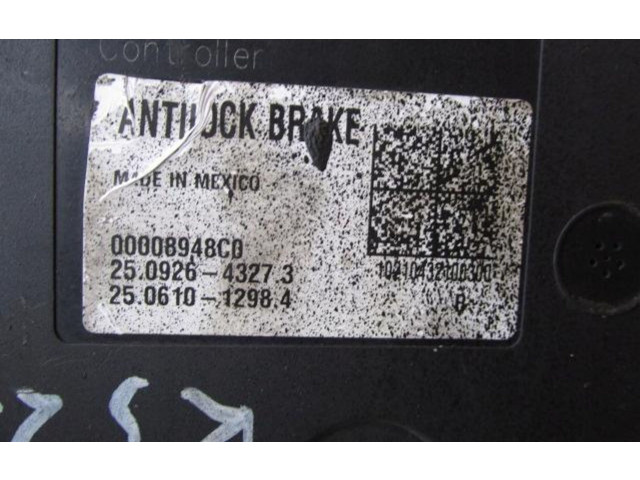 Controller
ANTILOCK BRAKE
MADE IN MEXICO
00008948C0
25.0926-4327.3
25.0610-1298.4